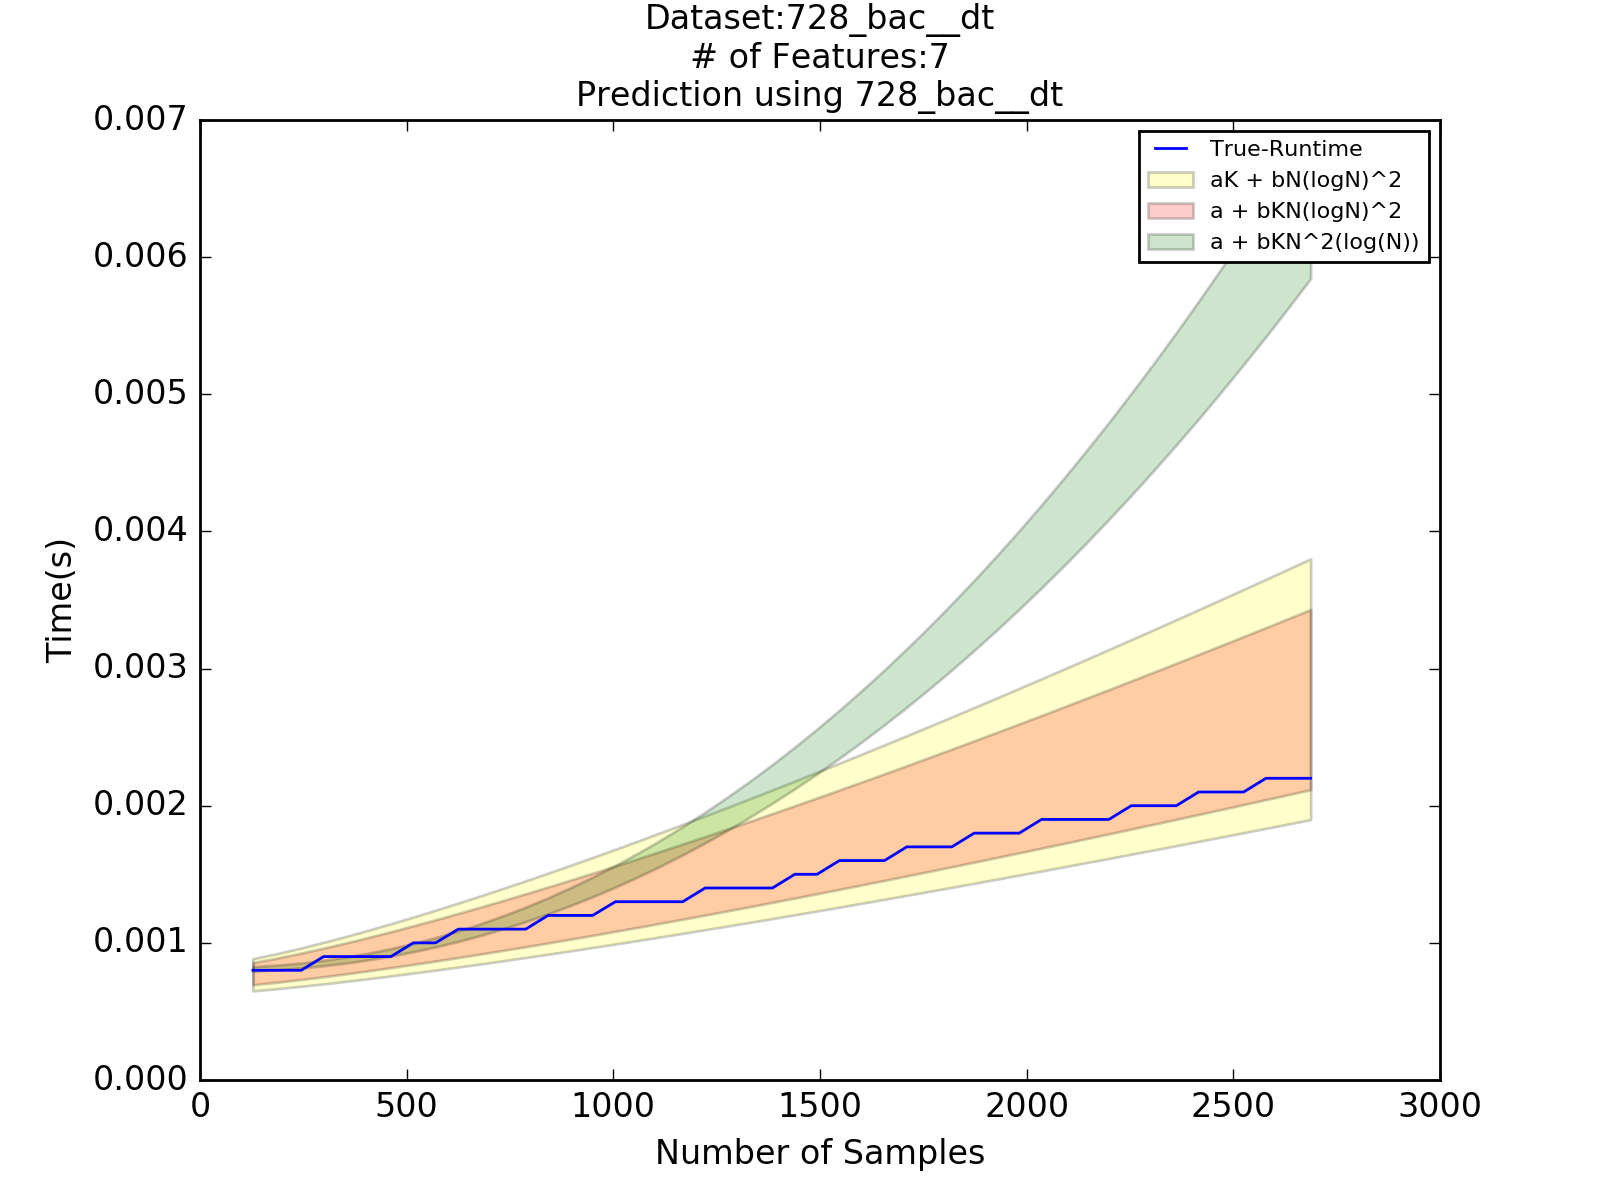 Dataset:728_bac__dt
# of Features:7
Prediction using 728_bac__dt
0.007
0.006
0.005
0.004
0.003
0.002
0.001
0.000
Time(s)
True-Runtime
aK + bN(logN)^2
a + bKN(logN)^2
a + bKN^2(log(N))
0 500 1000 1500 2000 2500 3000
Number of Samples